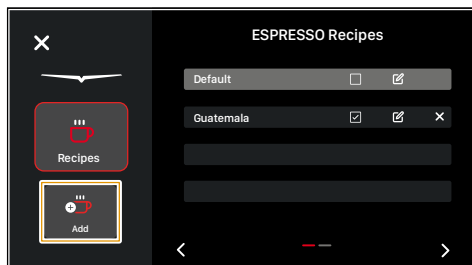 ESPRESSO Recipes
Default
Guatemala
Recipes
Add